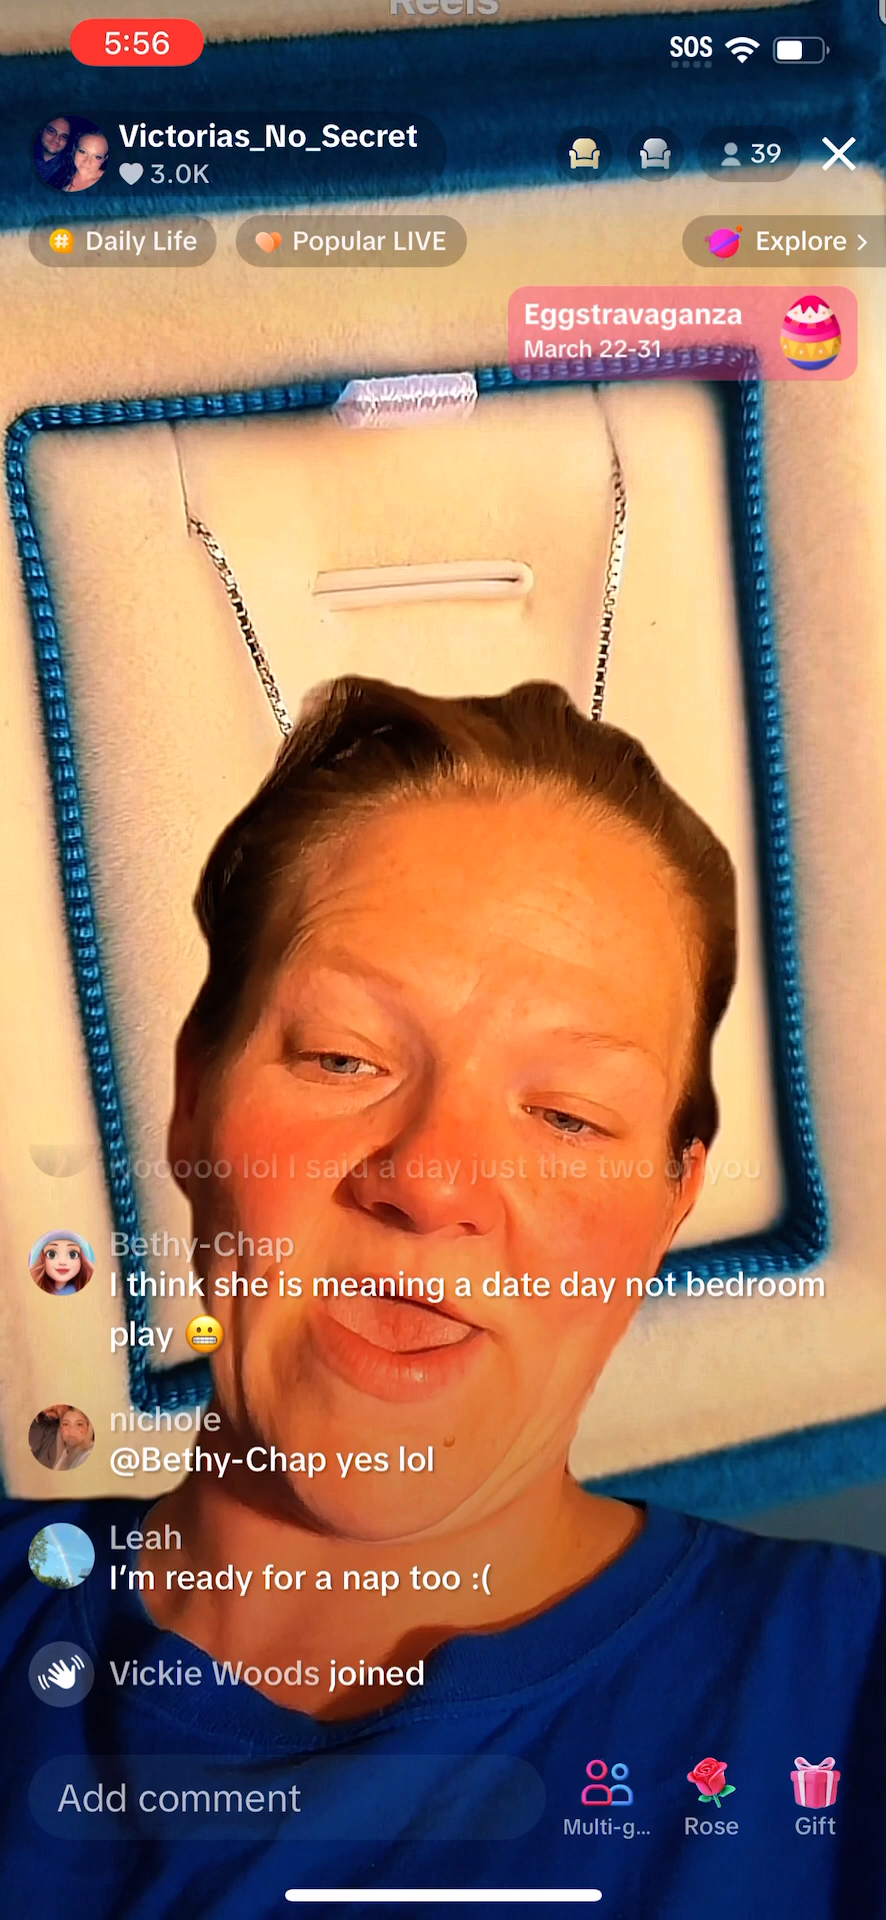 Reels
5:56
SOS
Victorias_No_Secret
3.0K
39
Daily Life
Popular LIVE
Explore >
Eggstravaganza
March 22-31
ooooo lol I said a day just the two of you
Bethy-Chap
I think she is meaning a date day not bedroom
play 😬
nichole
@Bethy-Chap yes lol
Leah
I'm ready for a nap too :(
Vickie Woods joined
Add comment
Multi-g...
Rose
Gift